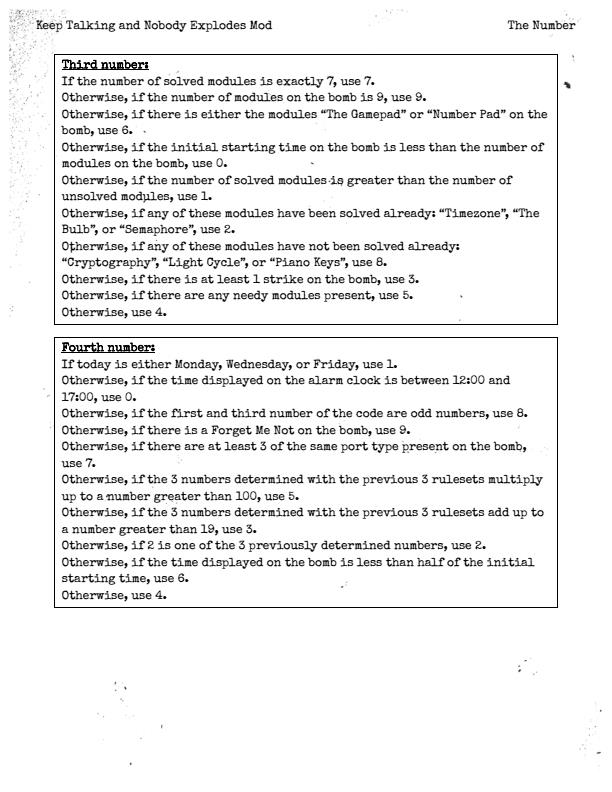 Keep Talking and Nobody Explodes Mod
The Number
Third number:
If the number of solved modules is exactly 7, use 7.
Otherwise, if the number of modules on the bomb is 9, use 9.
Otherwise, if there is either the modules “The Gamepad” or “Number Pad” on the
bomb, use 6.
Otherwise, if the initial starting time on the bomb is less than the number of
modules on the bomb, use 0.
Otherwise, if the number of solved modules is greater than the number of
unsolved modules, use 1.
Otherwise, if any of these modules have been solved already: “Timezone”, “The
Bulb”, or “Semaphore”, use 2.
Otherwise, if any of these modules have not been solved already:
“Cryptography”, “Light Cycle”, or “Piano Keys”, use 8.
Otherwise, if there is at least 1 strike on the bomb, use 3.
Otherwise, if there are any needy modules present, use 5.
Otherwise, use 4.
Fourth number:
If today is either Monday, Wednesday, or Friday, use 1.
Otherwise, if the time displayed on the alarm clock is between 12:00 and
17:00, use 0.
Otherwise, if the first and third number of the code are odd numbers, use 8.
Otherwise, if there is a Forget Me Not on the bomb, use 9.
Otherwise, if there are at least 3 of the same port type present on the bomb,
use 7.
Otherwise, if the 3 numbers determined with the previous 3 rulesets multiply
up to a number greater than 100, use 5.
Otherwise, if the 3 numbers determined with the previous 3 rulesets add up to
a number greater than 19, use 3.
Otherwise, if 2 is one of the 3 previously determined numbers, use 2.
Otherwise, if the time displayed on the bomb is less than half of the initial
starting time, use 6.
Otherwise, use 4.